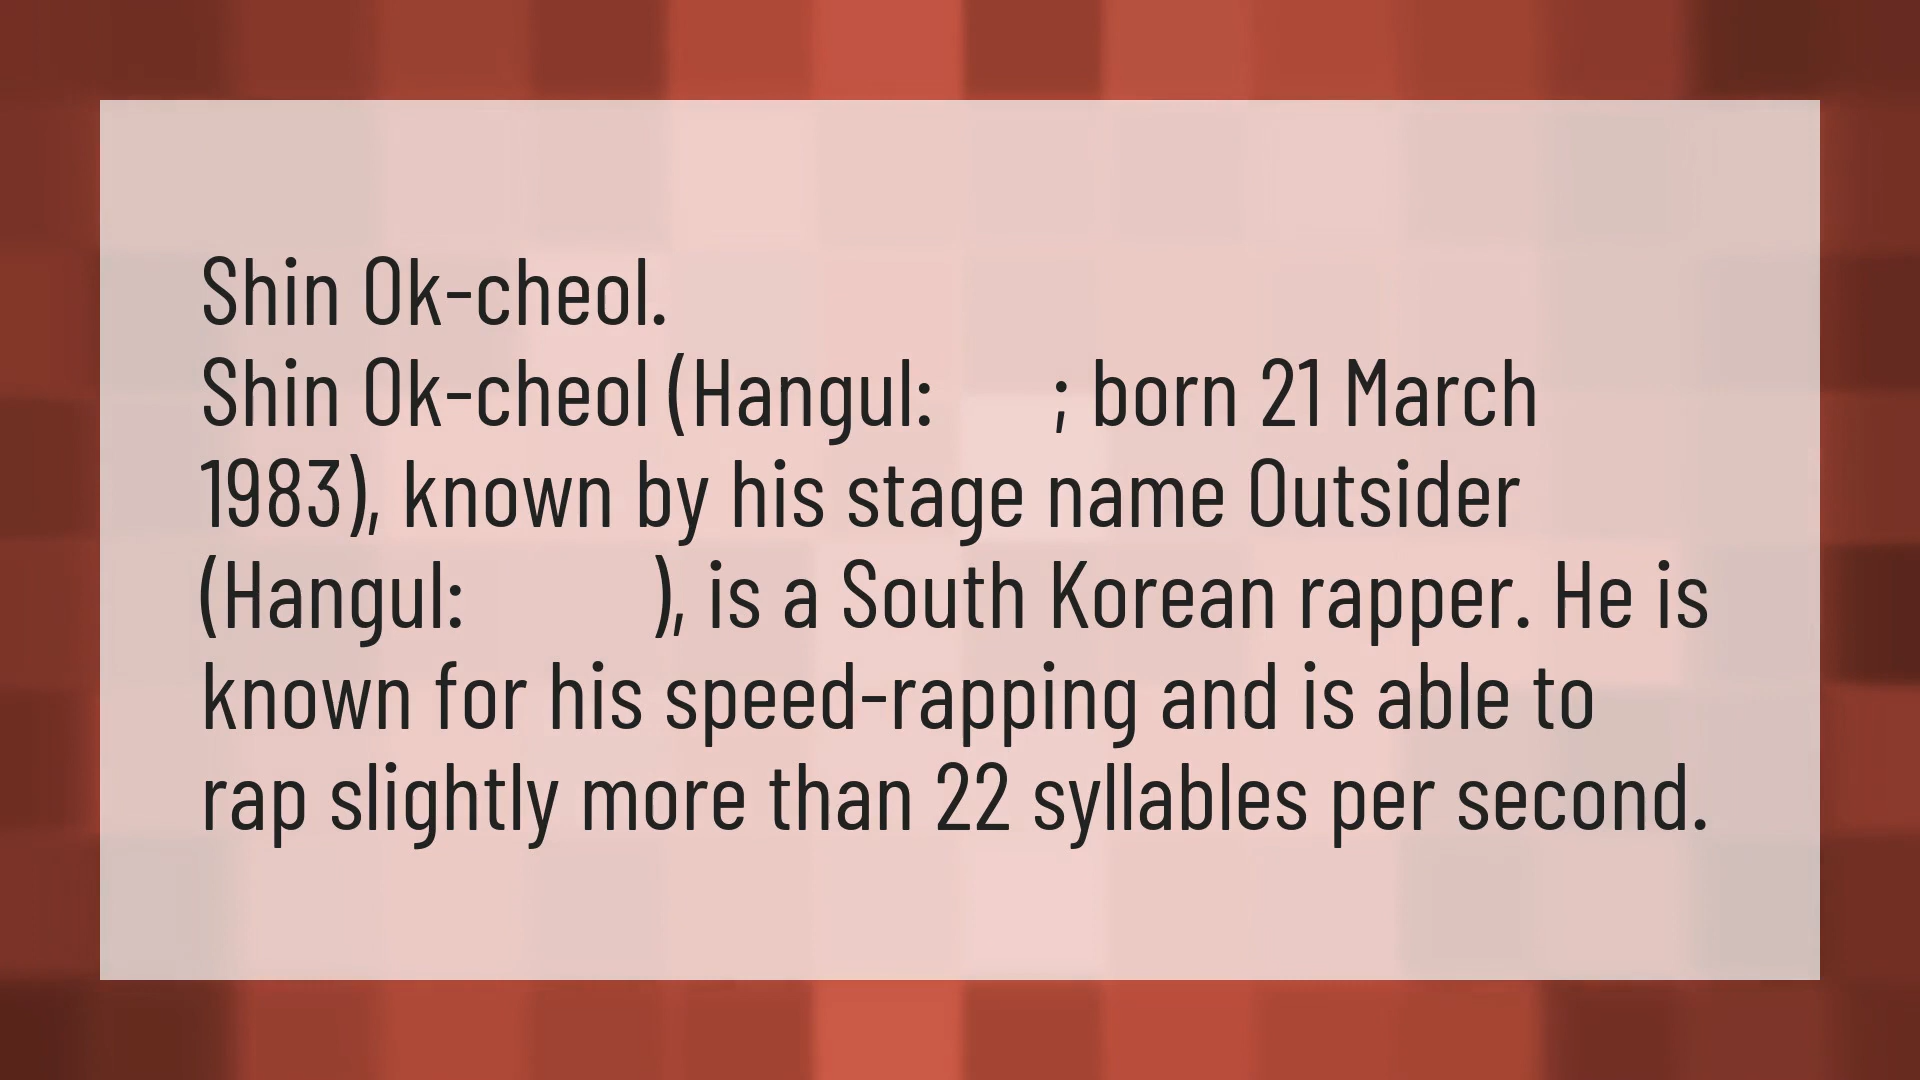 Shin Ok-cheol.
Shin Ok-cheol (Hangul: ; born 21 March
1983), known by his stage name Outsider
(Hangul: ), is a South Korean rapper. He is
known for his speed-rapping and is able to
rap slightly more than 22 syllables per second.